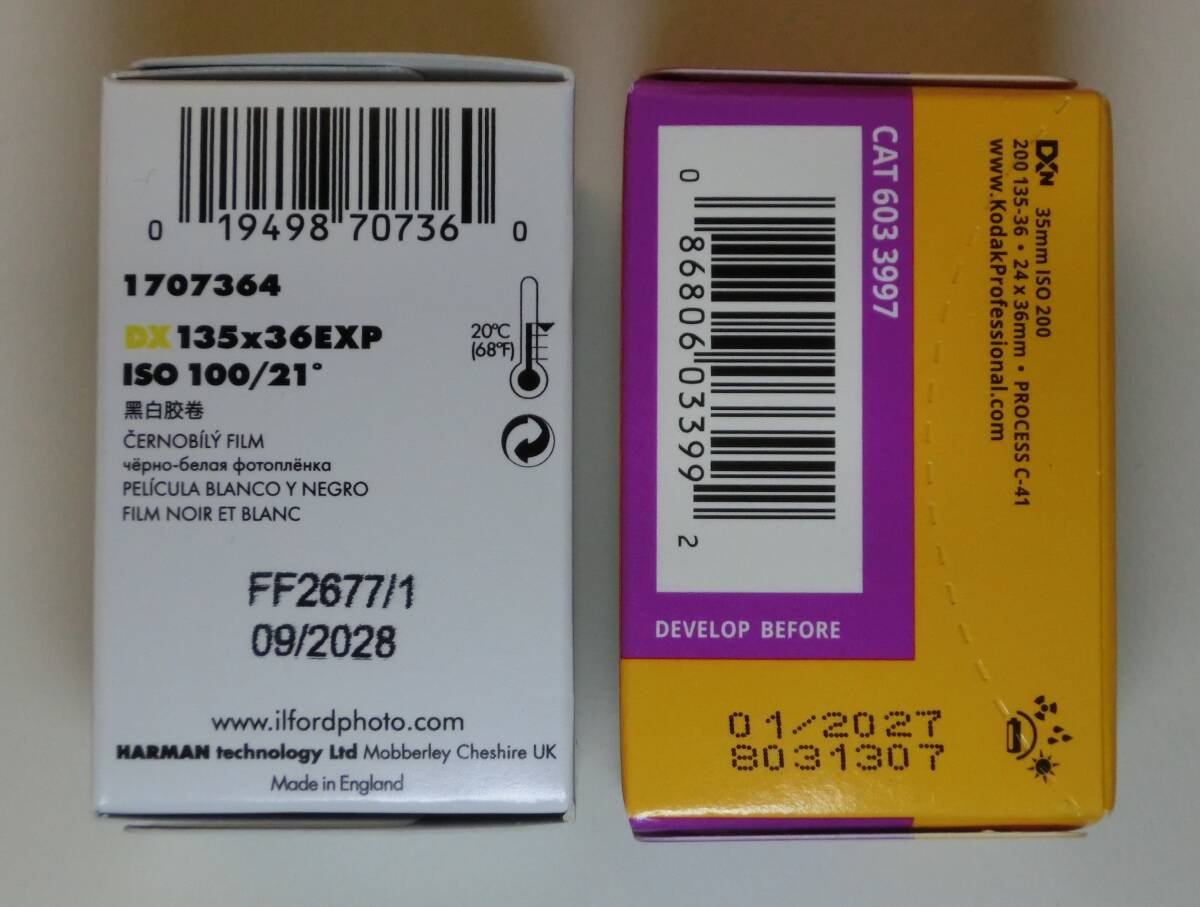 0 19498 70736 0
1707364
DX 135x36EXP
ISO 100/21°
20°C
(68°F)
黑白胶卷
ČERNOBÍLÝ FILM
чёрно-белая фотоплёнка
PELÍCULA BLANCO Y NEGRO
FILM NOIR ET BLANC
FF2677/1
09/2028
www.ilfordphoto.com
HARMAN technology Ltd Mobberley Cheshire UK
Made in England
DXN 35mm ISO 200
200 135-36 • 24 x 36mm • PROCESS C-41
www.KodakProfessional.com
CAT 603 3997
0 86806 03399 2
DEVELOP BEFORE
01/2027
8031307